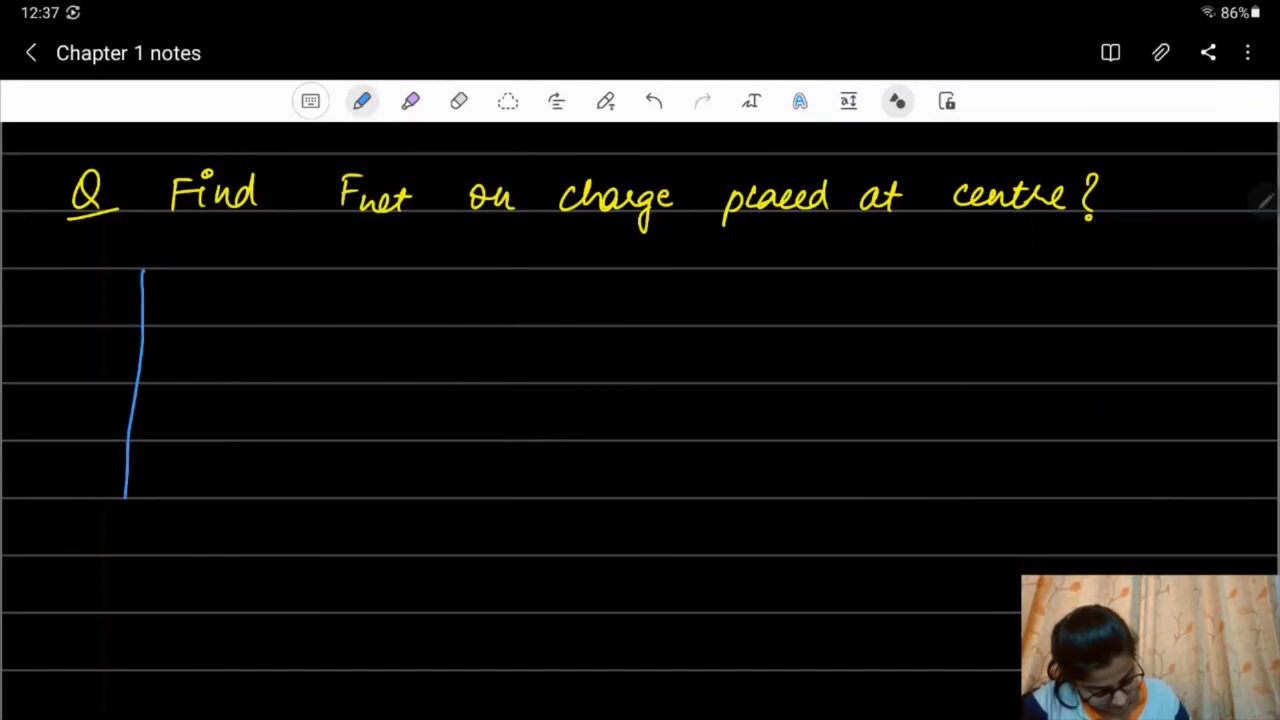 12:37
86%
Chapter 1 notes
Q Find Fnet on charge placed at centre?